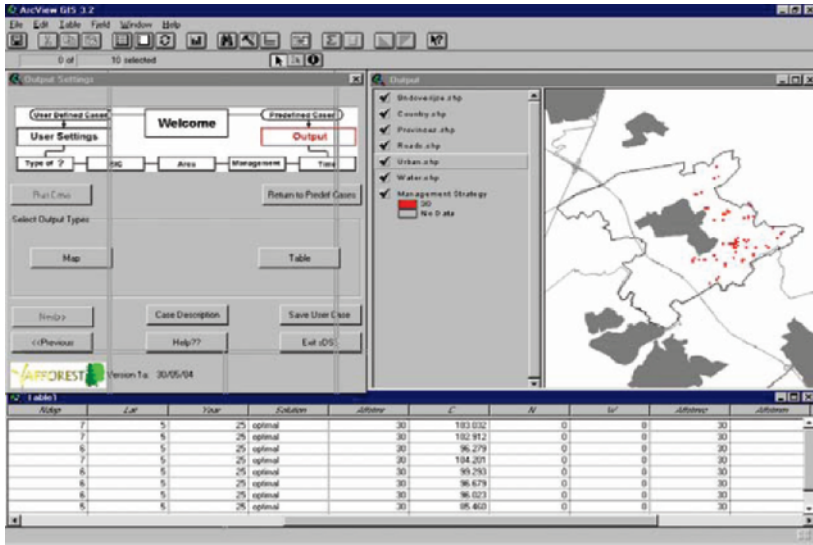 ArcView GIS 3.2
File Edit Table Field Window Help
0 of 10 selected
Output Settings
User Defined Cases
Welcome
Predefined Cases
User Settings
Output
Type of ?
Area
Management
Time
Run Case
Return to Predef Cases
Select Output Types
Map
Table
Next>>
Case Description
Save User Case
<<Previous
Help??
Exit sDSS
AFFOREST
Version 1a: 30/05/04
Output
Country.shp
Provinces.shp
Roads.shp
Urban.shp
Water.shp
Management Strategy
30
No Data
Table1
Ndep Lat Year Solution C N W
7 5 25 optimal 30 103.032 0 0 30
7 5 25 optimal 30 102.912 0 0 30
6 5 25 optimal 30 96.279 0 0 30
7 5 25 optimal 30 104.201 0 0 30
6 5 25 optimal 30 99.293 0 0 30
6 5 25 optimal 30 96.679 0 0 30
6 5 25 optimal 30 96.023 0 0 30
5 5 25 optimal 30 85.460 0 0 30